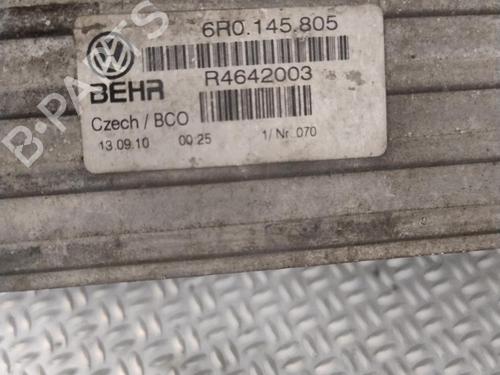 6R0.145.805
BEHR
R4642003
Czech / BCO
13.09.10 00:25 1/ Nr. 070
B-PARTS